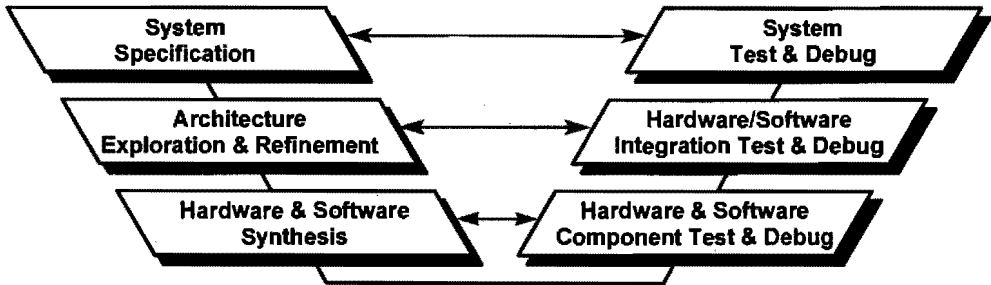 System
Specification
System
Test & Debug
Architecture
Exploration & Refinement
Hardware/Software
Integration Test & Debug
Hardware & Software
Synthesis
Hardware & Software
Component Test & Debug